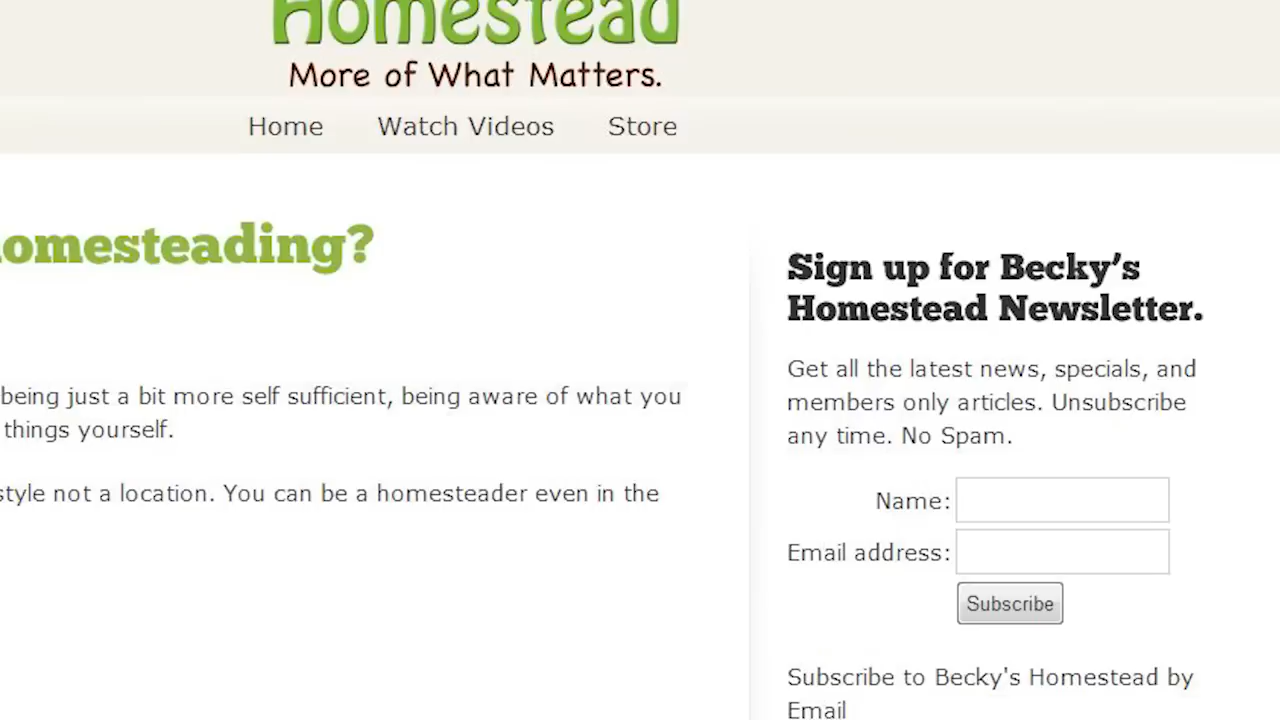 Homestead
More of What Matters.
Home Watch Videos Store
omesteading?
being just a bit more self sufficient, being aware of what you
things yourself.
style not a location. You can be a homesteader even in the
Sign up for Becky's
Homestead Newsletter.
Get all the latest news, specials, and
members only articles. Unsubscribe
any time. No Spam.
Name:
Email address:
Subscribe
Subscribe to Becky's Homestead by
Email